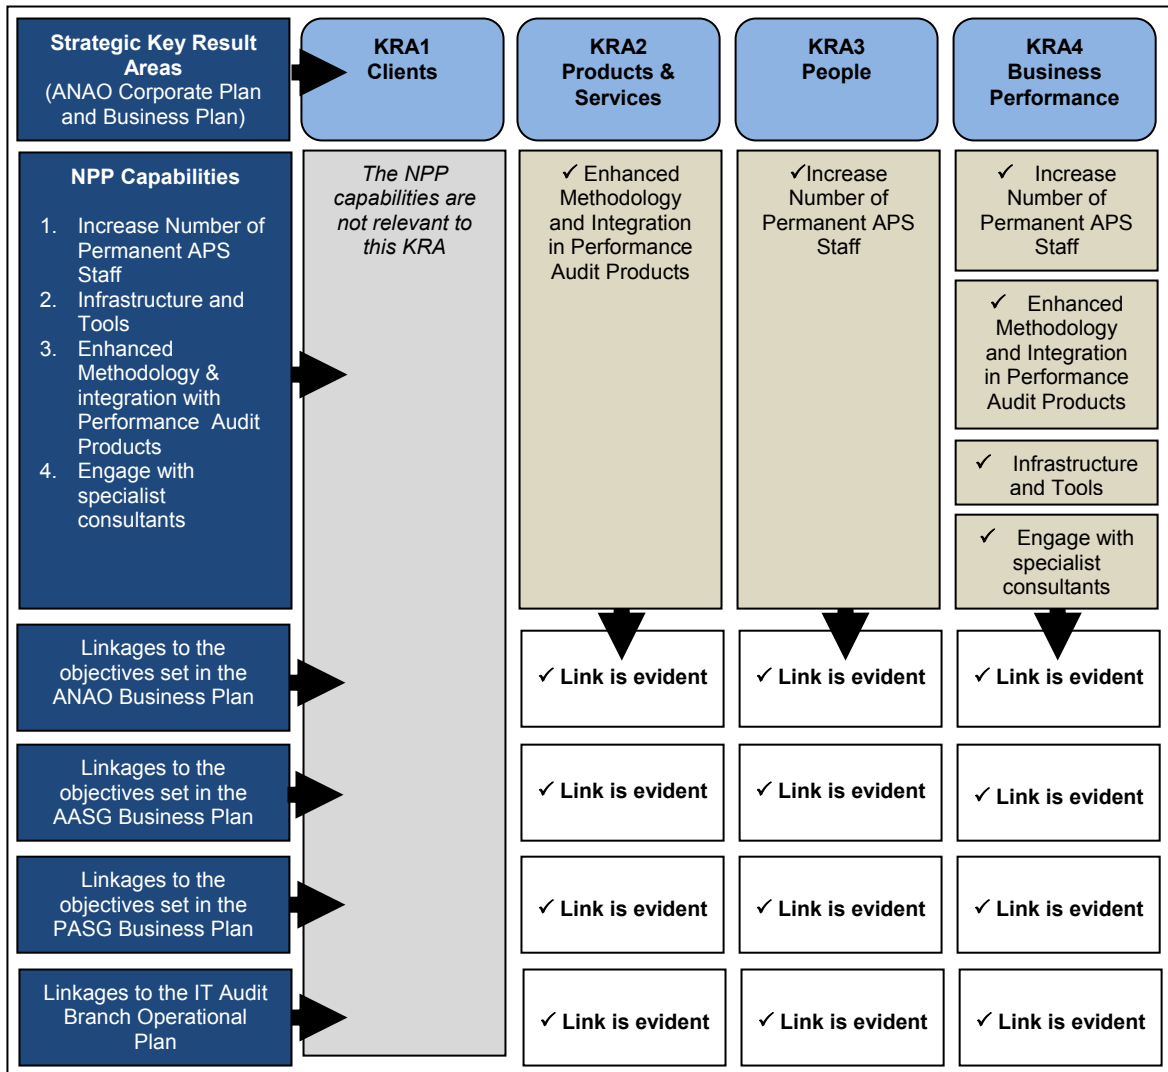 Strategic Key Result
Areas
(ANAO Corporate Plan
and Business Plan)
KRA1
Clients
KRA2
Products &
Services
KRA3
People
KRA4
Business
Performance
NPP Capabilities
1. Increase Number of
Permanent APS
Staff
2. Infrastructure and
Tools
3. Enhanced
Methodology &
integration with
Performance Audit
Products
4. Engage with
specialist
consultants
The NPP
capabilities are
not relevant to
this KRA
✓ Enhanced
Methodology
and Integration
in Performance
Audit Products
✓Increase
Number of
Permanent APS
Staff
✓ Increase
Number of
Permanent APS
Staff
✓ Enhanced
Methodology
and Integration
in Performance
Audit Products
✓ Infrastructure
and Tools
✓ Engage with
specialist
consultants
Linkages to the
objectives set in the
ANAO Business Plan
✓ Link is evident
✓ Link is evident
✓ Link is evident
Linkages to the
objectives set in the
AASG Business Plan
✓ Link is evident
✓ Link is evident
✓ Link is evident
Linkages to the
objectives set in the
PASG Business Plan
✓ Link is evident
✓ Link is evident
✓ Link is evident
Linkages to the IT Audit
Branch Operational
Plan
✓ Link is evident
✓ Link is evident
✓ Link is evident